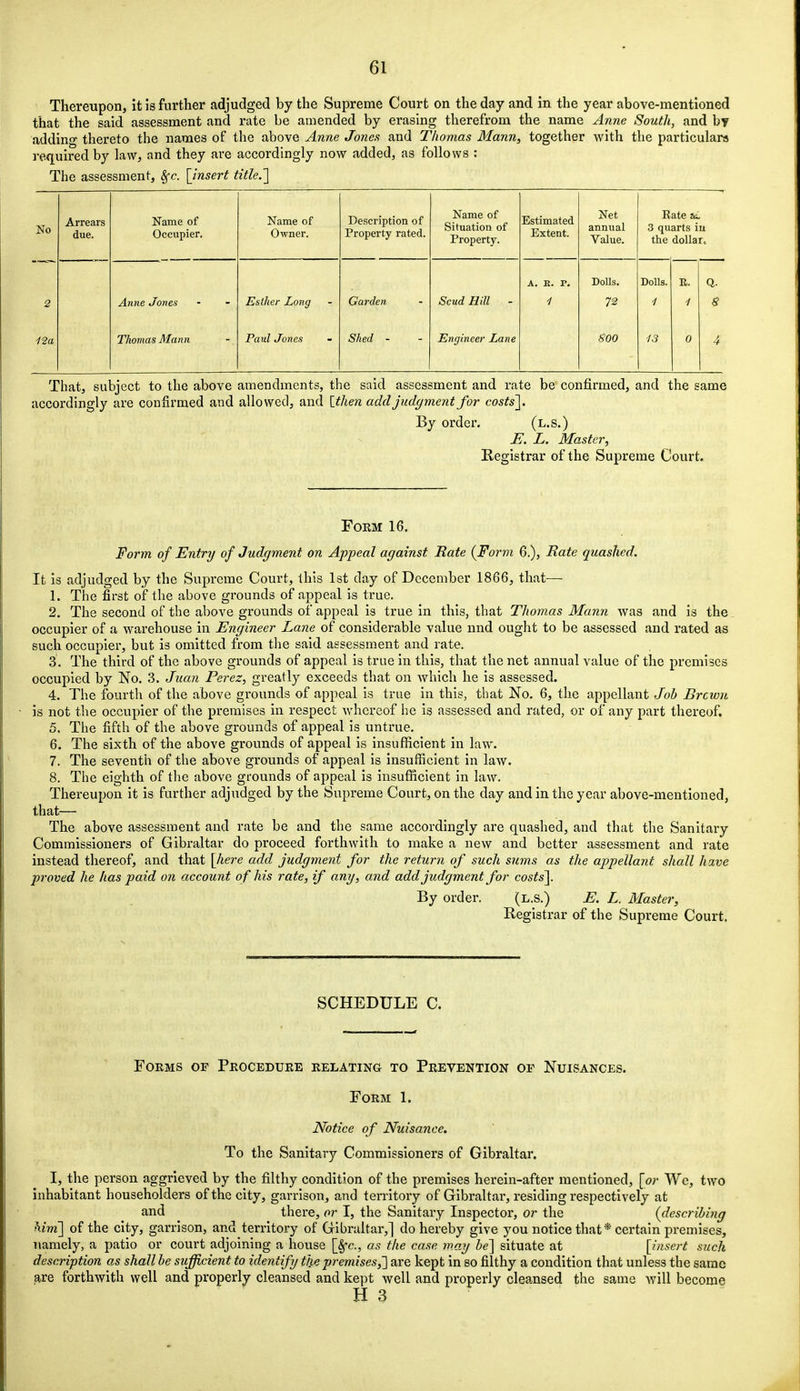 61
Thereupon, it is further adjudged by the Supreme Court on the day and in the year above-mentioned
that the said assessment and rate be amended by erasing therefrom the name Anne South, and by
adding thereto the names of the above Anne Jones and Thomas Mann, together with the particulars
required by law, and they are accordingly now added, as follows :
The assessment, &c. [insert title.]
No | Arrears due. | Name of Occupier. | Name of Owner. | Description of Property rated. | Name of Situation of Property. | Estimated Extent. | Net annual Value. | Rate at 3 quarts in the dollar.
A. R. P. | Dolls. | Dolls. | R. | Q.
2 | Anne Jones - - | Esther Long - | Garden - | Scud Hill - | 1 | 72 | 1 | 1 | 8
12a | Thomas Mann - | Paul Jones - | Shed - - | Engineer Lane | 800 | 13 | 0 | 4
That, subject to the above amendments, the said assessment and rate be confirmed, and the same
accordingly are confirmed and allowed, and [then add judgment for costs].
By order. (L.S.)
E. L. Master,
Registrar of the Supreme Court.
FORM 16.
Form of Entry of Judgment on Appeal against Rate (Form 6.), Rate quashed.
It is adjudged by the Supreme Court, this 1st day of December 1866, that—
1. The first of the above grounds of appeal is true.
2. The second of the above grounds of appeal is true in this, that Thomas Mann was and is the
occupier of a warehouse in Engineer Lane of considerable value nnd ought to be assessed and rated as
such occupier, but is omitted from the said assessment and rate.
3. The third of the above grounds of appeal is true in this, that the net annual value of the premises
occupied by No. 3. Juan Perez, greatly exceeds that on which he is assessed.
4. The fourth of the above grounds of appeal is true in this, that No. 6, the appellant Job Brown
is not the occupier of the premises in respect whereof he is assessed and rated, or of any part thereof.
5. The fifth of the above grounds of appeal is untrue.
6. The sixth of the above grounds of appeal is insufficient in law.
7. The seventh of the above grounds of appeal is insufficient in law.
8. The eighth of the above grounds of appeal is insufficient in law.
Thereupon it is further adjudged by the Supreme Court, on the day and in the year above-mentioned,
that—
The above assessment and rate be and the same accordingly are quashed, and that the Sanitary
Commissioners of Gibraltar do proceed forthwith to make a new and better assessment and rate
instead thereof, and that [here add judgment for the return of such sums as the appellant shall have
proved he has paid on account of his rate, if any, and add judgment for costs].
By order. (L.S.) E. L. Master,
Registrar of the Supreme Court.
SCHEDULE C.
FORMS OF PROCEDURE RELATING TO PREVENTION OF NUISANCES.
FORM 1.
Notice of Nuisance.
To the Sanitary Commissioners of Gibraltar.
I, the person aggrieved by the filthy condition of the premises herein-after mentioned, [or We, two
inhabitant householders of the city, garrison, and territory of Gibraltar, residing respectively at
and there, or I, the Sanitary Inspector, or the (describing
him] of the city, garrison, and territory of Gibraltar,] do hereby give you notice that * certain premises,
namely, a patio or court adjoining a house [&c., as the case may be] situate at [insert such
description as shall be sufficient to identify the premises,] are kept in so filthy a condition that unless the same
are forthwith well and properly cleansed and kept well and properly cleansed the same will become
H 3